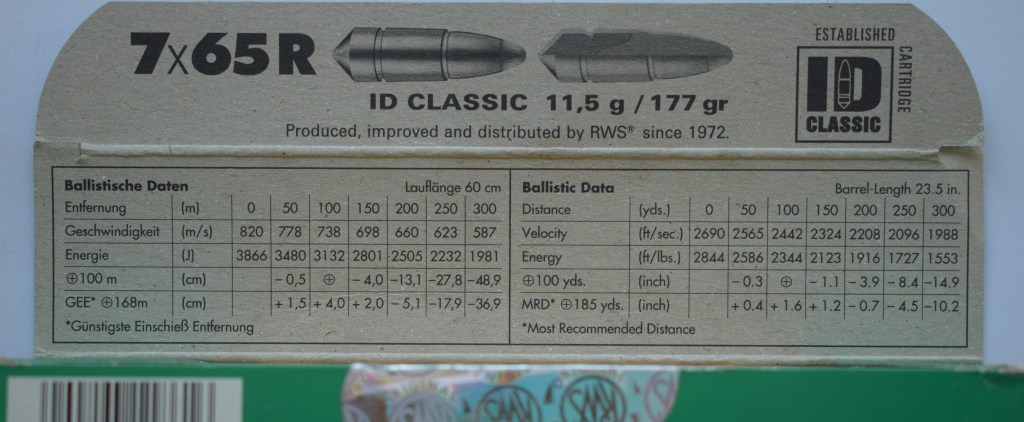 7x65R
ID CLASSIC 11,5 g / 177 gr
Produced, improved and distributed by RWS® since 1972.
ESTABLISHED
CARTRIDGE
ID
CLASSIC
Ballistische Daten Lauflänge 60 cm
Entfernung (m) 0 50 100 150 200 250 300
Geschwindigkeit (m/s) 820 778 738 698 660 623 587
Energie (J) 3866 3480 3132 2801 2505 2232 1981
⊕100 m (cm) – 0,5 ⊕ – 4,0 –13,1 –27,8 –48,9
GEE* ⊕168m (cm) + 1,5 + 4,0 + 2,0 – 5,1 –17,9 –36,9
*Günstigste Einschieß Entfernung
Ballistic Data Barrel-Length 23.5 in.
Distance (yds.) 0 50 100 150 200 250 300
Velocity (ft/sec.) 2690 2565 2442 2324 2208 2096 1988
Energy (ft/lbs.) 2844 2586 2344 2123 1916 1727 1553
⊕100 yds. (inch) – 0.3 ⊕ – 1.1 – 3.9 – 8.4 –14.9
MRD* ⊕185 yds. (inch) + 0.4 + 1.6 + 1.2 – 0.7 – 4.5 –10.2
*Most Recommended Distance
RWS